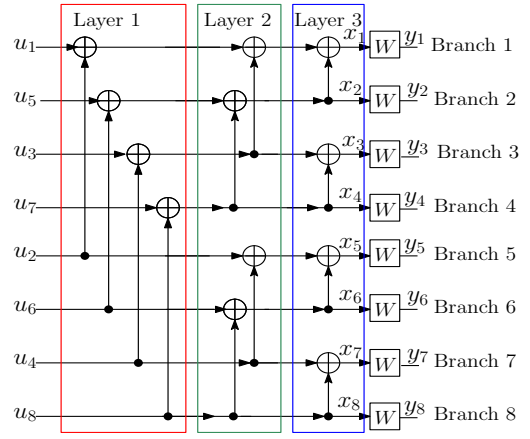 Layer 1 Layer 2 Layer 3
u1 x1 W y1 Branch 1
u5 x2 W y2 Branch 2
u3 x3 W y3 Branch 3
u7 x4 W y4 Branch 4
u2 x5 W y5 Branch 5
u6 x6 W y6 Branch 6
u4 x7 W y7 Branch 7
u8 x8 W y8 Branch 8